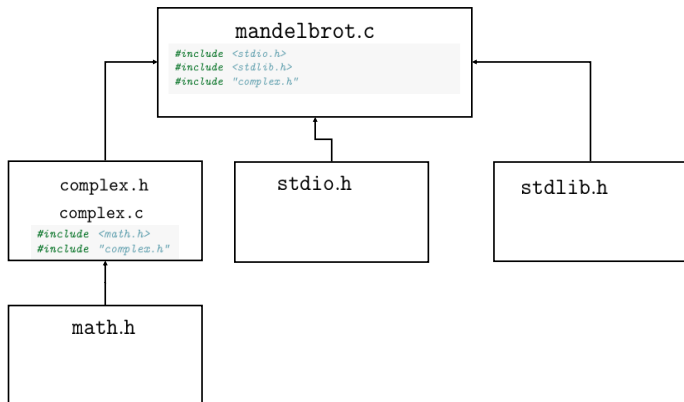 mandelbrot.c
#include <stdio.h>
#include <stdlib.h>
#include "complex.h"
complex.h
complex.c
#include <math.h>
#include "complex.h"
stdio.h
stdlib.h
math.h